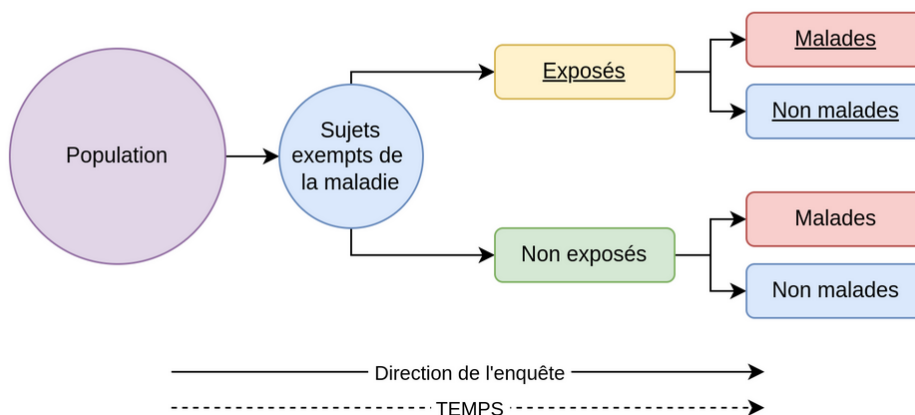 Population
Sujets
exempts de
la maladie
Exposés
Malades
Non malades
Non exposés
Malades
Non malades
Direction de l'enquête
TEMPS